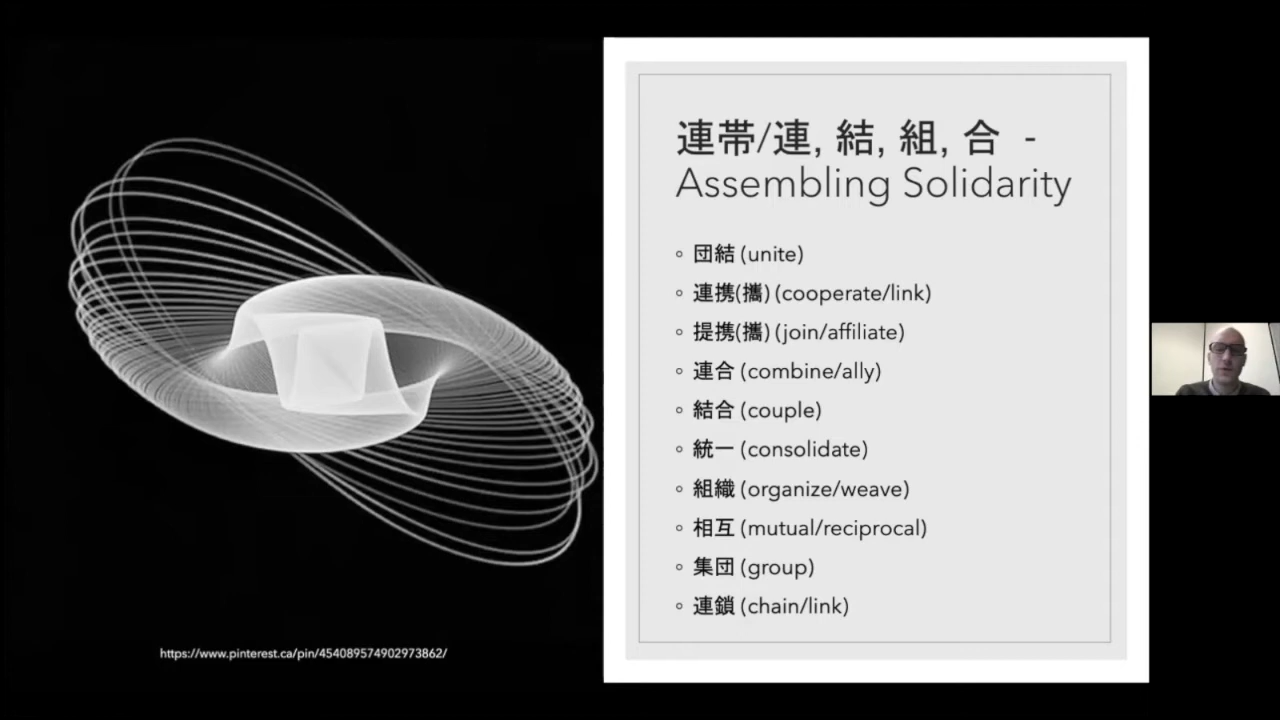 連帯/連, 結, 組, 合 -
Assembling Solidarity
団結 (unite)
連携(攜) (cooperate/link)
提携(攜) (join/affiliate)
連合 (combine/ally)
結合 (couple)
統一 (consolidate)
組織 (organize/weave)
相互 (mutual/reciprocal)
集団 (group)
連鎖 (chain/link)
https://www.pinterest.ca/pin/454089574902973862/